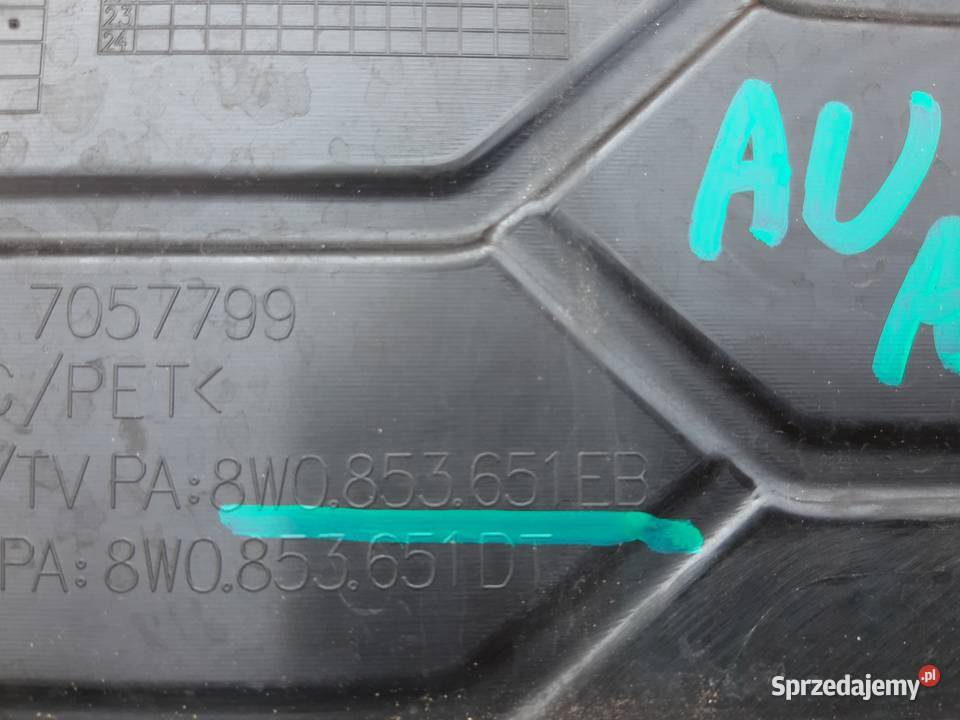 23
24
AU
A
7057799
C/PET<
/TV PA:8W0.853.651EB
PA:8W0.853.651DT
Sprzedajemy.pl